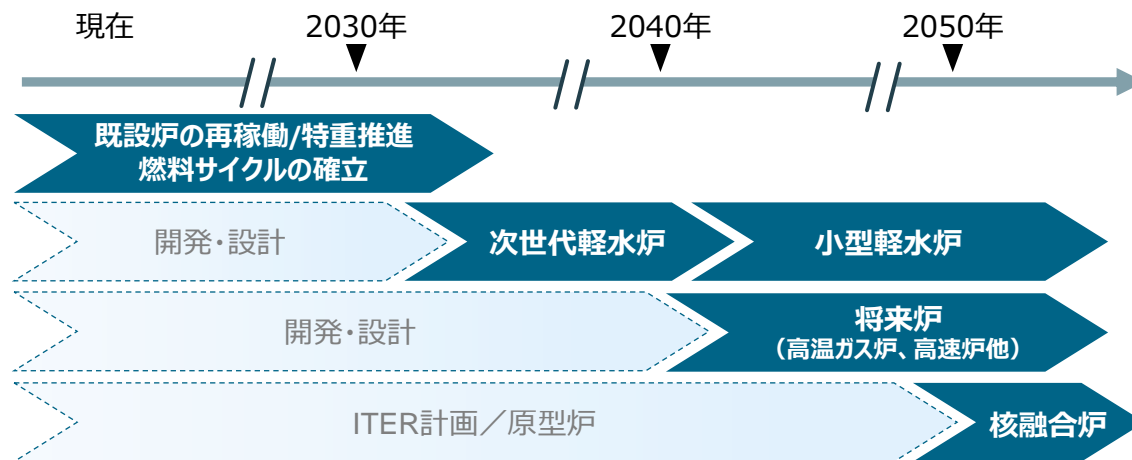 現在
2030年
2040年
2050年
既設炉の再稼働/特重推進
燃料サイクルの確立
開発・設計
次世代軽水炉
小型軽水炉
開発・設計
将来炉
（高温ガス炉、高速炉他）
ITER計画／原型炉
核融合炉